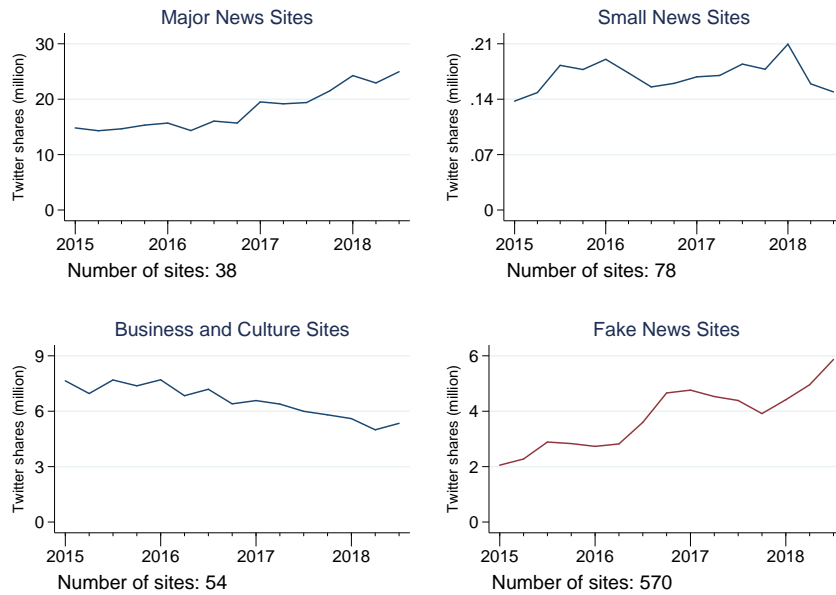 Major News Sites
Twitter shares (million)
30
20
10
0
2015 2016 2017 2018
Number of sites: 38
Small News Sites
Twitter shares (million)
.21
.14
.07
0
2015 2016 2017 2018
Number of sites: 78
Business and Culture Sites
Twitter shares (million)
9
6
3
0
2015 2016 2017 2018
Number of sites: 54
Fake News Sites
Twitter shares (million)
6
4
2
0
2015 2016 2017 2018
Number of sites: 570